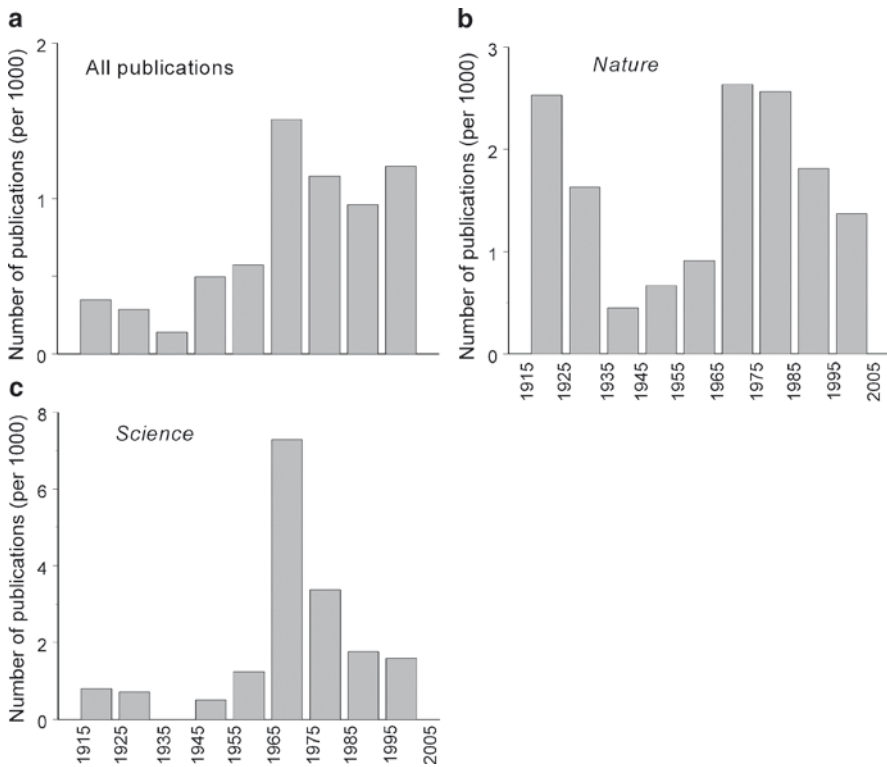 a
All publications
Number of publications (per 1000)
2
1
0
b
Nature
Number of publications (per 1000)
3
2
1
0
1915 1925 1935 1945 1955 1965 1975 1985 1995 2005
c
Science
Number of publications (per 1000)
8
6
4
2
0
1915 1925 1935 1945 1955 1965 1975 1985 1995 2005